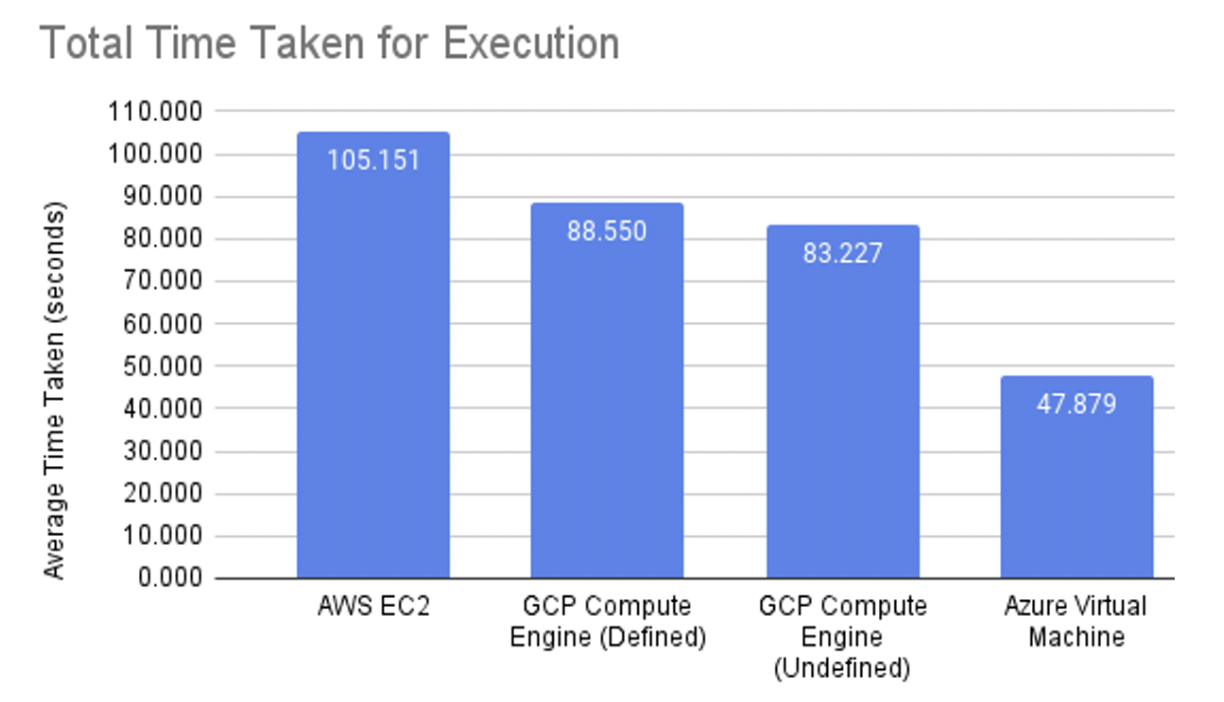 Total Time Taken for Execution
Average Time Taken (seconds)
110.000
100.000
90.000
80.000
70.000
60.000
50.000
40.000
30.000
20.000
10.000
0.000
105.151
88.550
83.227
47.879
AWS EC2
GCP Compute
Engine (Defined)
GCP Compute
Engine
(Undefined)
Azure Virtual
Machine